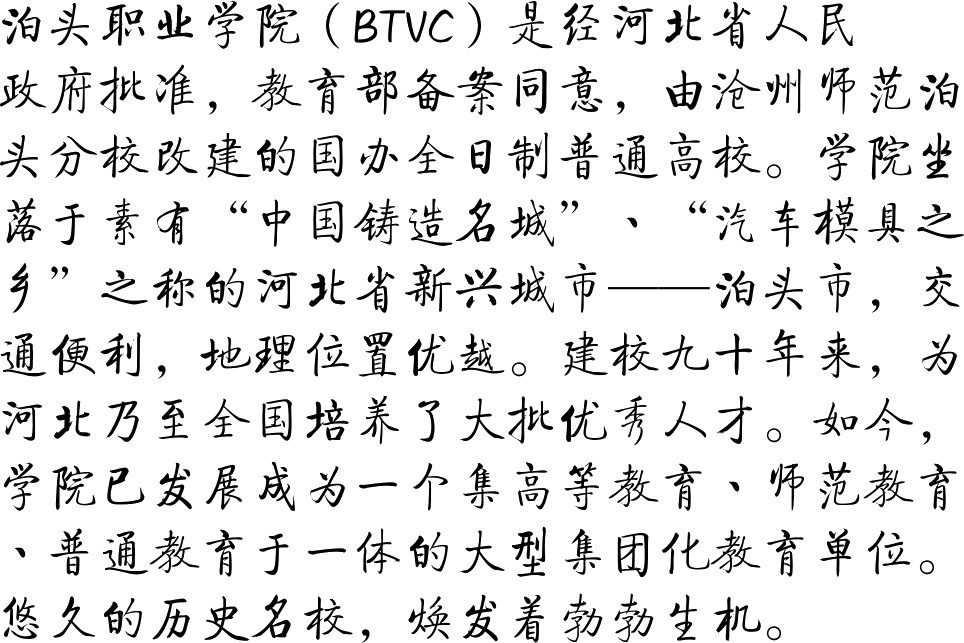 泊头职业学院（BTVC）是经河北省人民
政府批准，教育部备案同意，由沧州师范泊
头分校改建的国办全日制普通高校。学院坐
落于素有“中国铸造名城”、“汽车模具之
乡”之称的河北省新兴城市——泊头市，交
通便利，地理位置优越。建校九十年来，为
河北乃至全国培养了大批优秀人才。如今，
学院已发展成为一个集高等教育、师范教育
、普通教育于一体的大型集团化教育单位。
悠久的历史名校，焕发着勃勃生机。